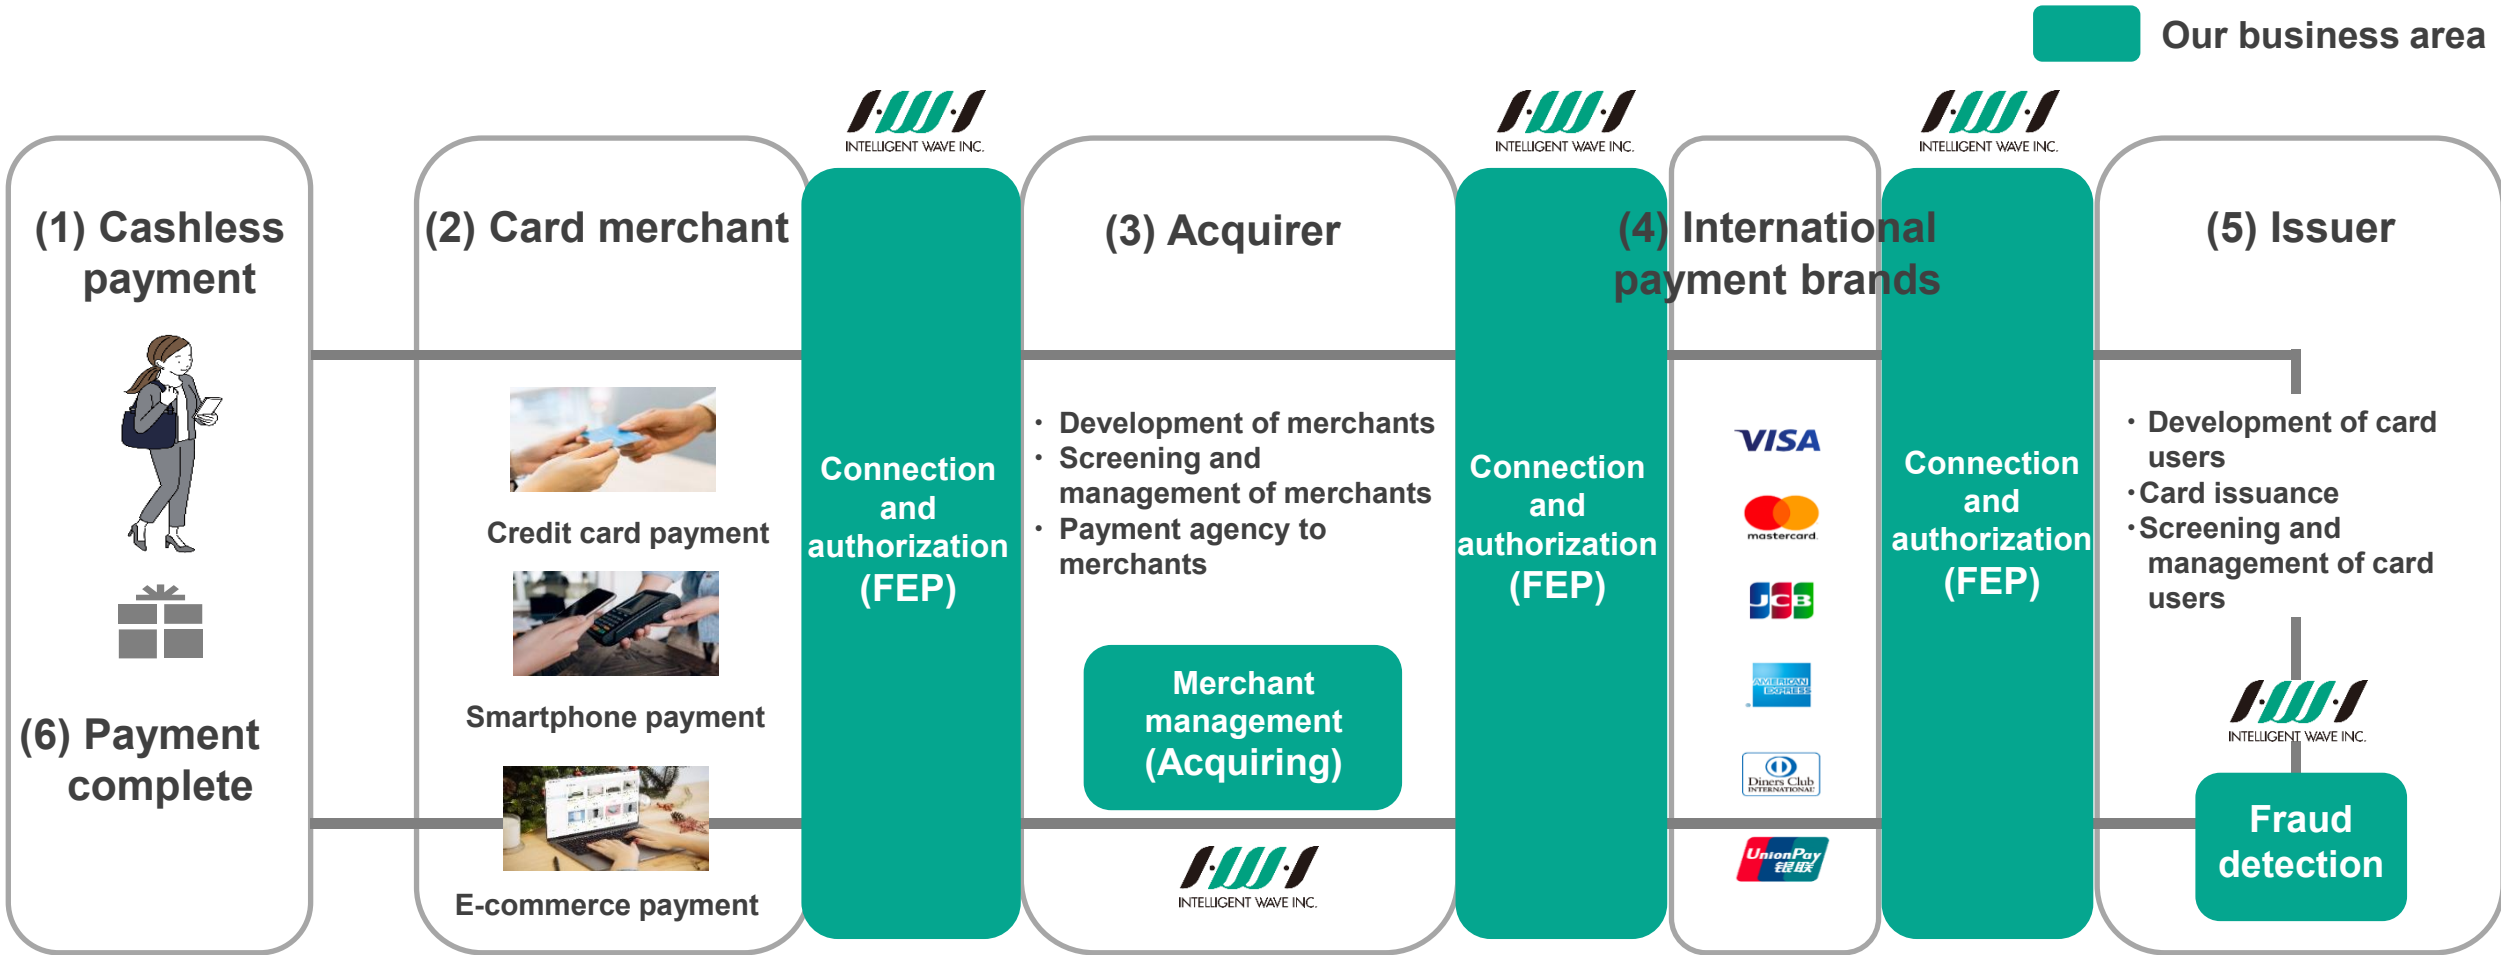 Our business area
INTELLIGENT WAVE INC.
INTELLIGENT WAVE INC.
INTELLIGENT WAVE INC.
(1) Cashless
payment
(6) Payment
complete
(2) Card merchant
Credit card payment
Smartphone payment
E-commerce payment
Connection
and
authorization
(FEP)
(3) Acquirer
・ Development of merchants
・ Screening and
management of merchants
・ Payment agency to
merchants
Merchant
management
(Acquiring)
INTELLIGENT WAVE INC.
Connection
and
authorization
(FEP)
(4) International
payment brands
VISA
mastercard.
JCB
AMERICAN
EXPRESS
Diners Club
INTERNATIONAL
UnionPay
银联
Connection
and
authorization
(FEP)
(5) Issuer
・ Development of card
users
・Card issuance
・Screening and
management of card
users
INTELLIGENT WAVE INC.
Fraud
detection